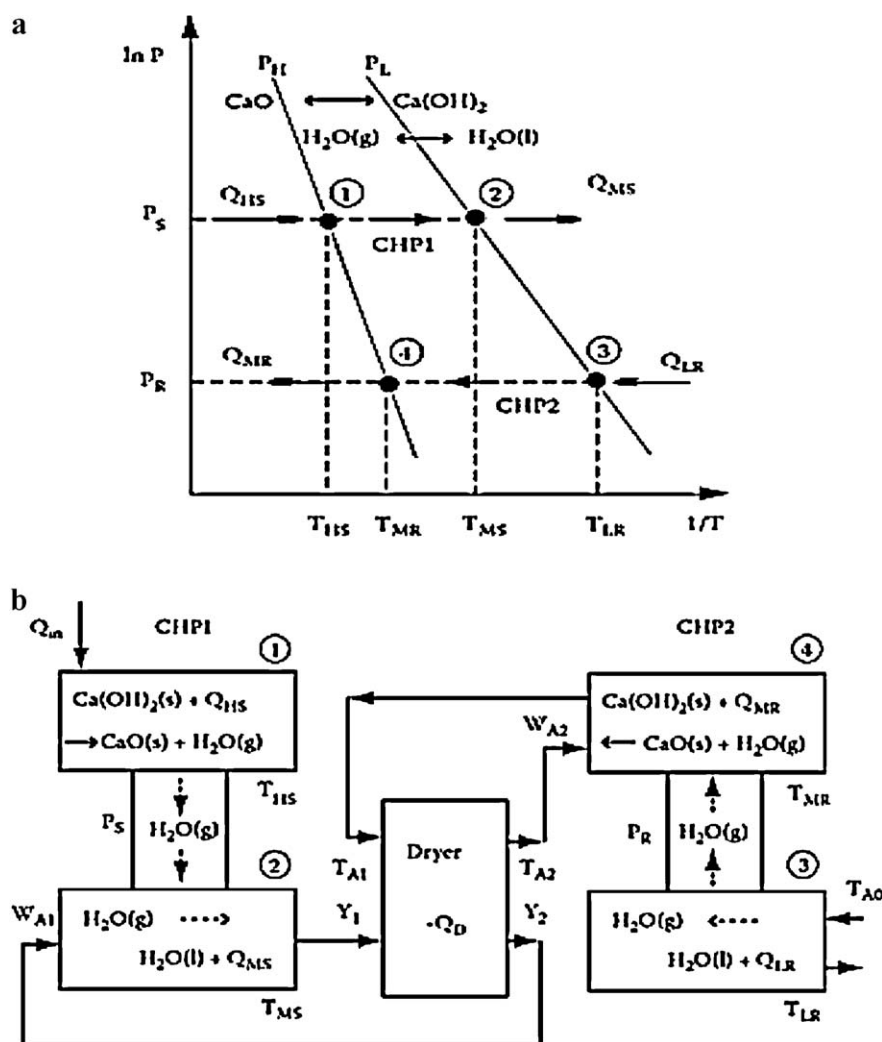 a
ln P
P_H P_L
CaO ⟷ Ca(OH)₂
H₂O(g) ⟷ H₂O(l)
Q_HS ① ② Q_MS
P_S
CHP1
Q_MR ④ ③ Q_LR
P_R
CHP2
T_HS T_MR T_MS T_LR 1/T
b
Q_in CHP1 CHP2
① ④
Ca(OH)₂(s) + Q_HS
→ CaO(s) + H₂O(g)
T_HS
P_S H₂O(g)
②
W_A1 H₂O(g) ⇢
H₂O(l) + Q_MS
T_MS
Y₁ Y₂
T_A1 Dryer T_A2
-Q_D
W_A2
Ca(OH)₂(s) + Q_MR
← CaO(s) + H₂O(g)
T_MR
P_R H₂O(g)
③
T_A0
H₂O(g) ⇠
H₂O(l) + Q_LR
T_LR